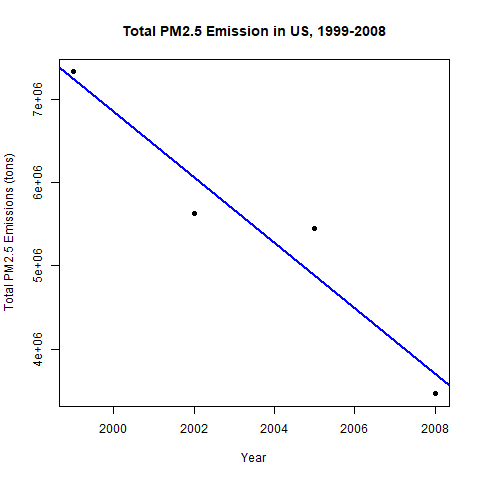 Total PM2.5 Emission in US, 1999-2008
Total PM2.5 Emissions (tons)
7e+06
6e+06
5e+06
4e+06
2000 2002 2004 2006 2008
Year